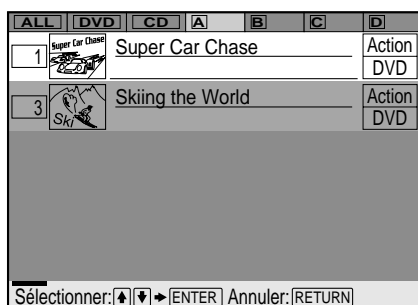 ALL DVD CD A B C D
1 Super Car Chase Super Car Chase Action
DVD
3 Ski Skiing the World Action
DVD
Sélectionner: ENTER Annuler: RETURN